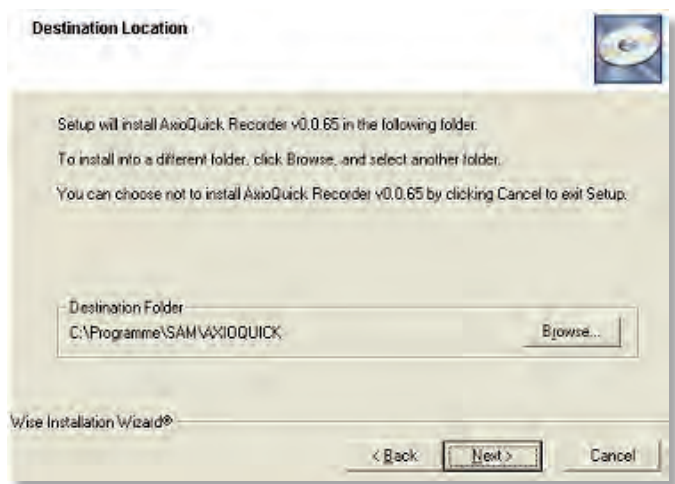 Destination Location
Setup will install AxioQuick Recorder v0.0.65 in the following folder.
To install into a different folder, click Browse, and select another folder.
You can choose not to install AxioQuick Recorder v0.0.65 by clicking Cancel to exit Setup.
Destination Folder
C:\Programme\SAM\AXIOQUICK
Browse...
Wise Installation Wizard®
< Back
Next >
Cancel